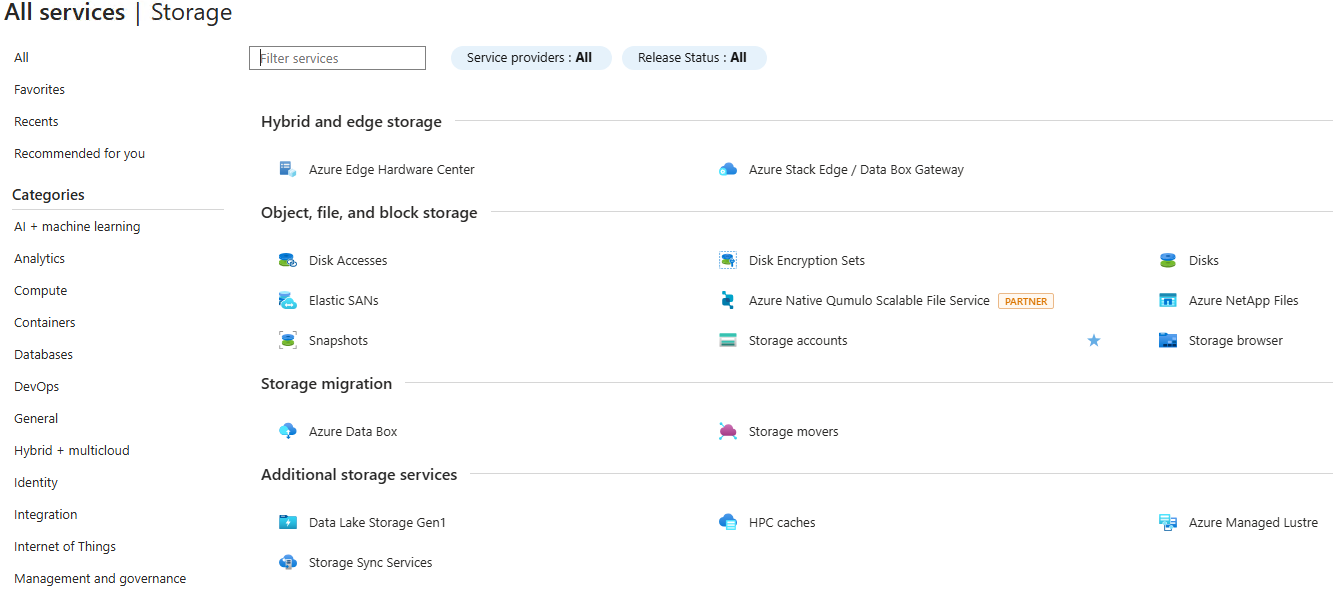 All services | Storage
All
Favorites
Recents
Recommended for you
Categories
AI + machine learning
Analytics
Compute
Containers
Databases
DevOps
General
Hybrid + multicloud
Identity
Integration
Internet of Things
Management and governance
Filter services
Service providers : All
Release Status : All
Hybrid and edge storage
Azure Edge Hardware Center
Azure Stack Edge / Data Box Gateway
Object, file, and block storage
Disk Accesses
Disk Encryption Sets
Disks
Elastic SANs
Azure Native Qumulo Scalable File Service PARTNER
Azure NetApp Files
Snapshots
Storage accounts
Storage browser
Storage migration
Azure Data Box
Storage movers
Additional storage services
Data Lake Storage Gen1
HPC caches
Azure Managed Lustre
Storage Sync Services